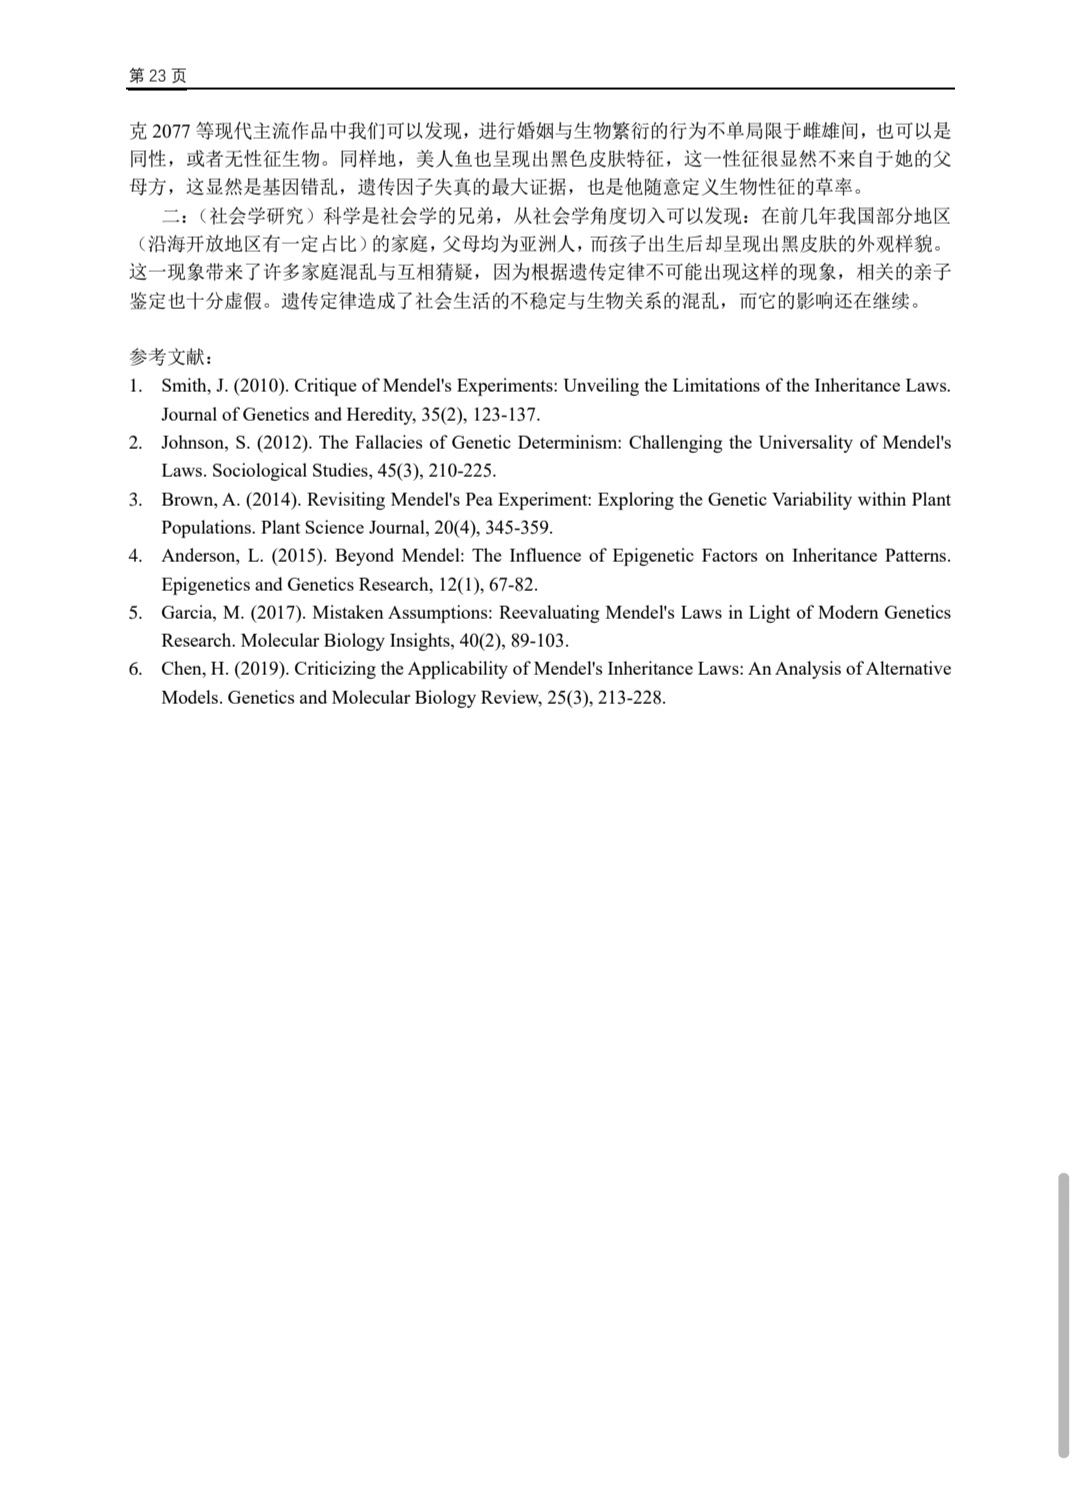 第 23 页
克 2077 等现代主流作品中我们可以发现，进行婚姻与生物繁衍的行为不单局限于雌雄间，也可以是
同性，或者无性征生物。同样地，美人鱼也呈现出黑色皮肤特征，这一性征很显然不来自于她的父
母方，这显然是基因错乱，遗传因子失真的最大证据，也是他随意定义生物性征的草率。
二：（社会学研究）科学是社会学的兄弟，从社会学角度切入可以发现：在前几年我国部分地区
（沿海开放地区有一定占比）的家庭，父母均为亚洲人，而孩子出生后却呈现出黑皮肤的外观样貌。
这一现象带来了许多家庭混乱与互相猜疑，因为根据遗传定律不可能出现这样的现象，相关的亲子
鉴定也十分虚假。遗传定律造成了社会生活的不稳定与生物关系的混乱，而它的影响还在继续。
参考文献：
1. Smith, J. (2010). Critique of Mendel's Experiments: Unveiling the Limitations of the Inheritance Laws.
Journal of Genetics and Heredity, 35(2), 123-137.
2. Johnson, S. (2012). The Fallacies of Genetic Determinism: Challenging the Universality of Mendel's
Laws. Sociological Studies, 45(3), 210-225.
3. Brown, A. (2014). Revisiting Mendel's Pea Experiment: Exploring the Genetic Variability within Plant
Populations. Plant Science Journal, 20(4), 345-359.
4. Anderson, L. (2015). Beyond Mendel: The Influence of Epigenetic Factors on Inheritance Patterns.
Epigenetics and Genetics Research, 12(1), 67-82.
5. Garcia, M. (2017). Mistaken Assumptions: Reevaluating Mendel's Laws in Light of Modern Genetics
Research. Molecular Biology Insights, 40(2), 89-103.
6. Chen, H. (2019). Criticizing the Applicability of Mendel's Inheritance Laws: An Analysis of Alternative
Models. Genetics and Molecular Biology Review, 25(3), 213-228.